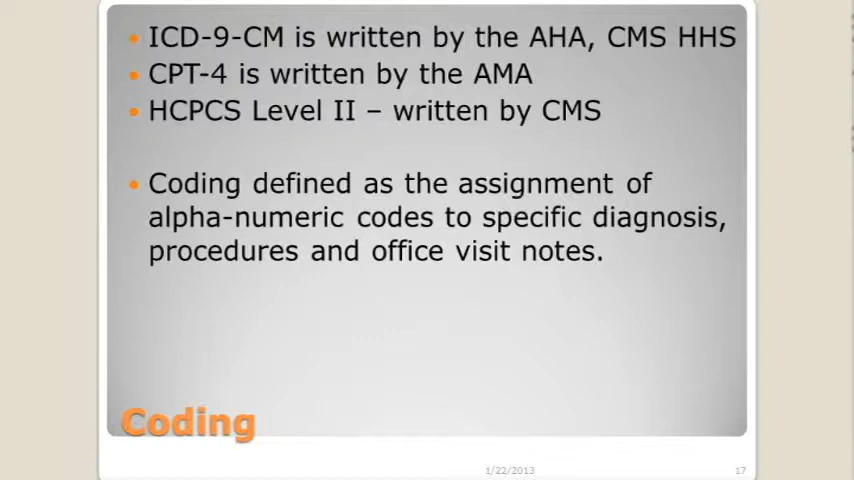 • ICD-9-CM is written by the AHA, CMS HHS
• CPT-4 is written by the AMA
• HCPCS Level II – written by CMS
• Coding defined as the assignment of
alpha-numeric codes to specific diagnosis,
procedures and office visit notes.
Coding
1/22/2013
17